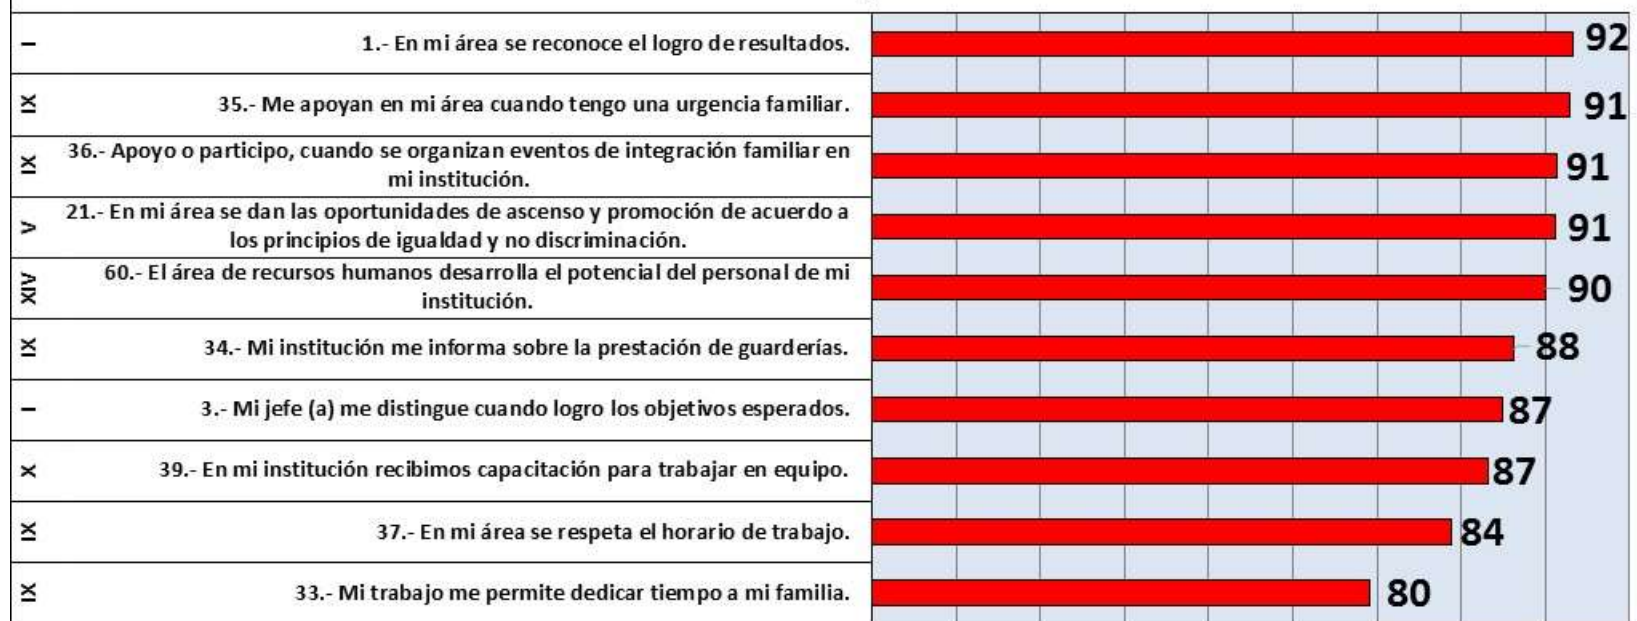 I
1.- En mi área se reconoce el logro de resultados.
92
IX
35.- Me apoyan en mi área cuando tengo una urgencia familiar.
91
IX
36.- Apoyo o participo, cuando se organizan eventos de integración familiar en
mi institución.
91
V
21.- En mi área se dan las oportunidades de ascenso y promoción de acuerdo a
los principios de igualdad y no discriminación.
91
XIV
60.- El área de recursos humanos desarrolla el potencial del personal de mi
institución.
90
IX
34.- Mi institución me informa sobre la prestación de guarderías.
88
I
3.- Mi jefe (a) me distingue cuando logro los objetivos esperados.
87
X
39.- En mi institución recibimos capacitación para trabajar en equipo.
87
IX
37.- En mi área se respeta el horario de trabajo.
84
IX
33.- Mi trabajo me permite dedicar tiempo a mi familia.
80